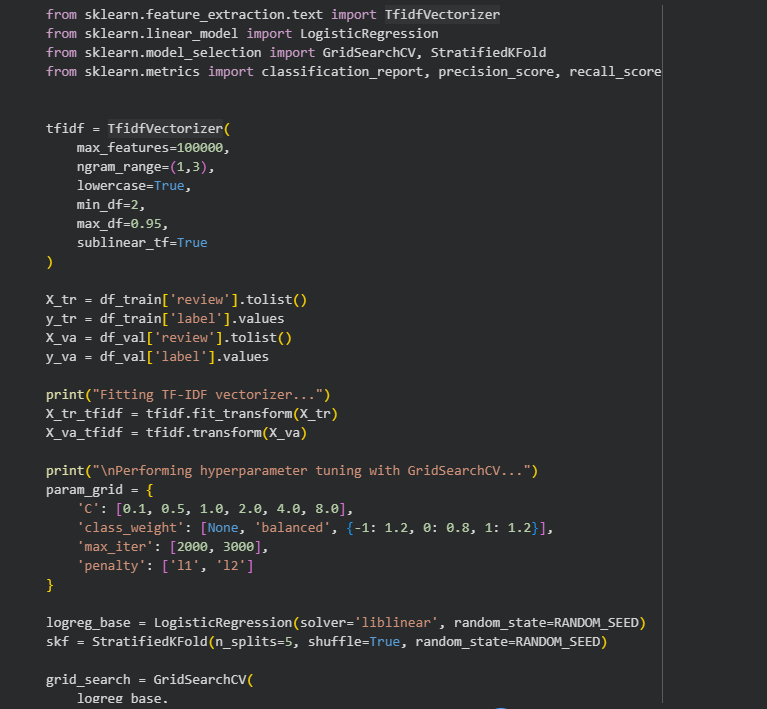 from sklearn.feature_extraction.text import TfidfVectorizer
from sklearn.linear_model import LogisticRegression
from sklearn.model_selection import GridSearchCV, StratifiedKFold
from sklearn.metrics import classification_report, precision_score, recall_score
tfidf = TfidfVectorizer(
    max_features=100000,
    ngram_range=(1,3),
    lowercase=True,
    min_df=2,
    max_df=0.95,
    sublinear_tf=True
)
X_tr = df_train['review'].tolist()
y_tr = df_train['label'].values
X_va = df_val['review'].tolist()
y_va = df_val['label'].values
print("Fitting TF-IDF vectorizer...")
X_tr_tfidf = tfidf.fit_transform(X_tr)
X_va_tfidf = tfidf.transform(X_va)
print("\nPerforming hyperparameter tuning with GridSearchCV...")
param_grid = {
    'C': [0.1, 0.5, 1.0, 2.0, 4.0, 8.0],
    'class_weight': [None, 'balanced', {-1: 1.2, 0: 0.8, 1: 1.2}],
    'max_iter': [2000, 3000],
    'penalty': ['l1', 'l2']
}
logreg_base = LogisticRegression(solver='liblinear', random_state=RANDOM_SEED)
skf = StratifiedKFold(n_splits=5, shuffle=True, random_state=RANDOM_SEED)
grid_search = GridSearchCV(
    logreg_base,